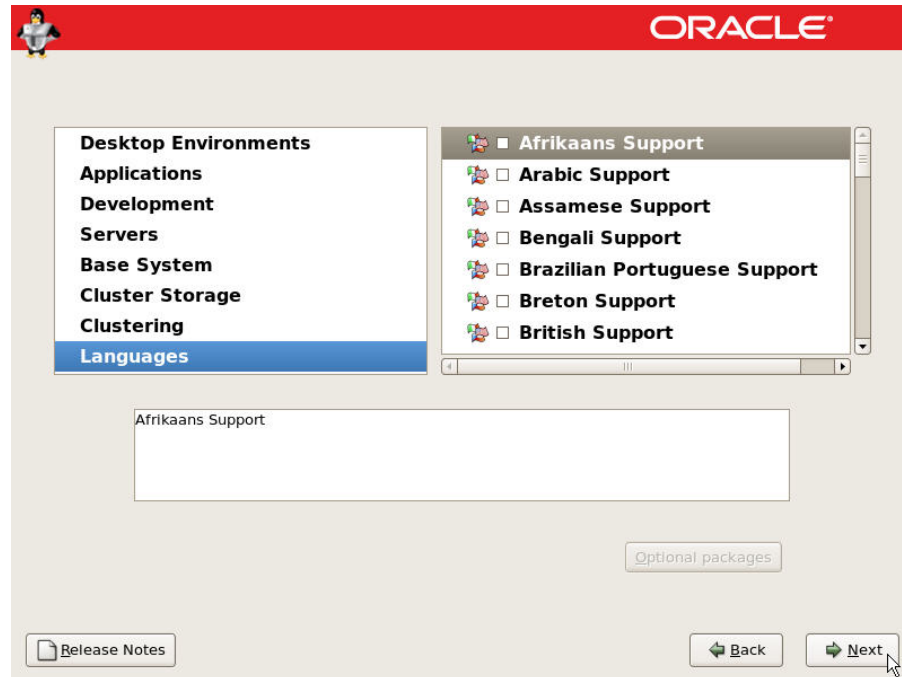 ORACLE®
Desktop Environments
Applications
Development
Servers
Base System
Cluster Storage
Clustering
Languages
Afrikaans Support
Arabic Support
Assamese Support
Bengali Support
Brazilian Portuguese Support
Breton Support
British Support
Afrikaans Support
Optional packages
Release Notes
Back
Next